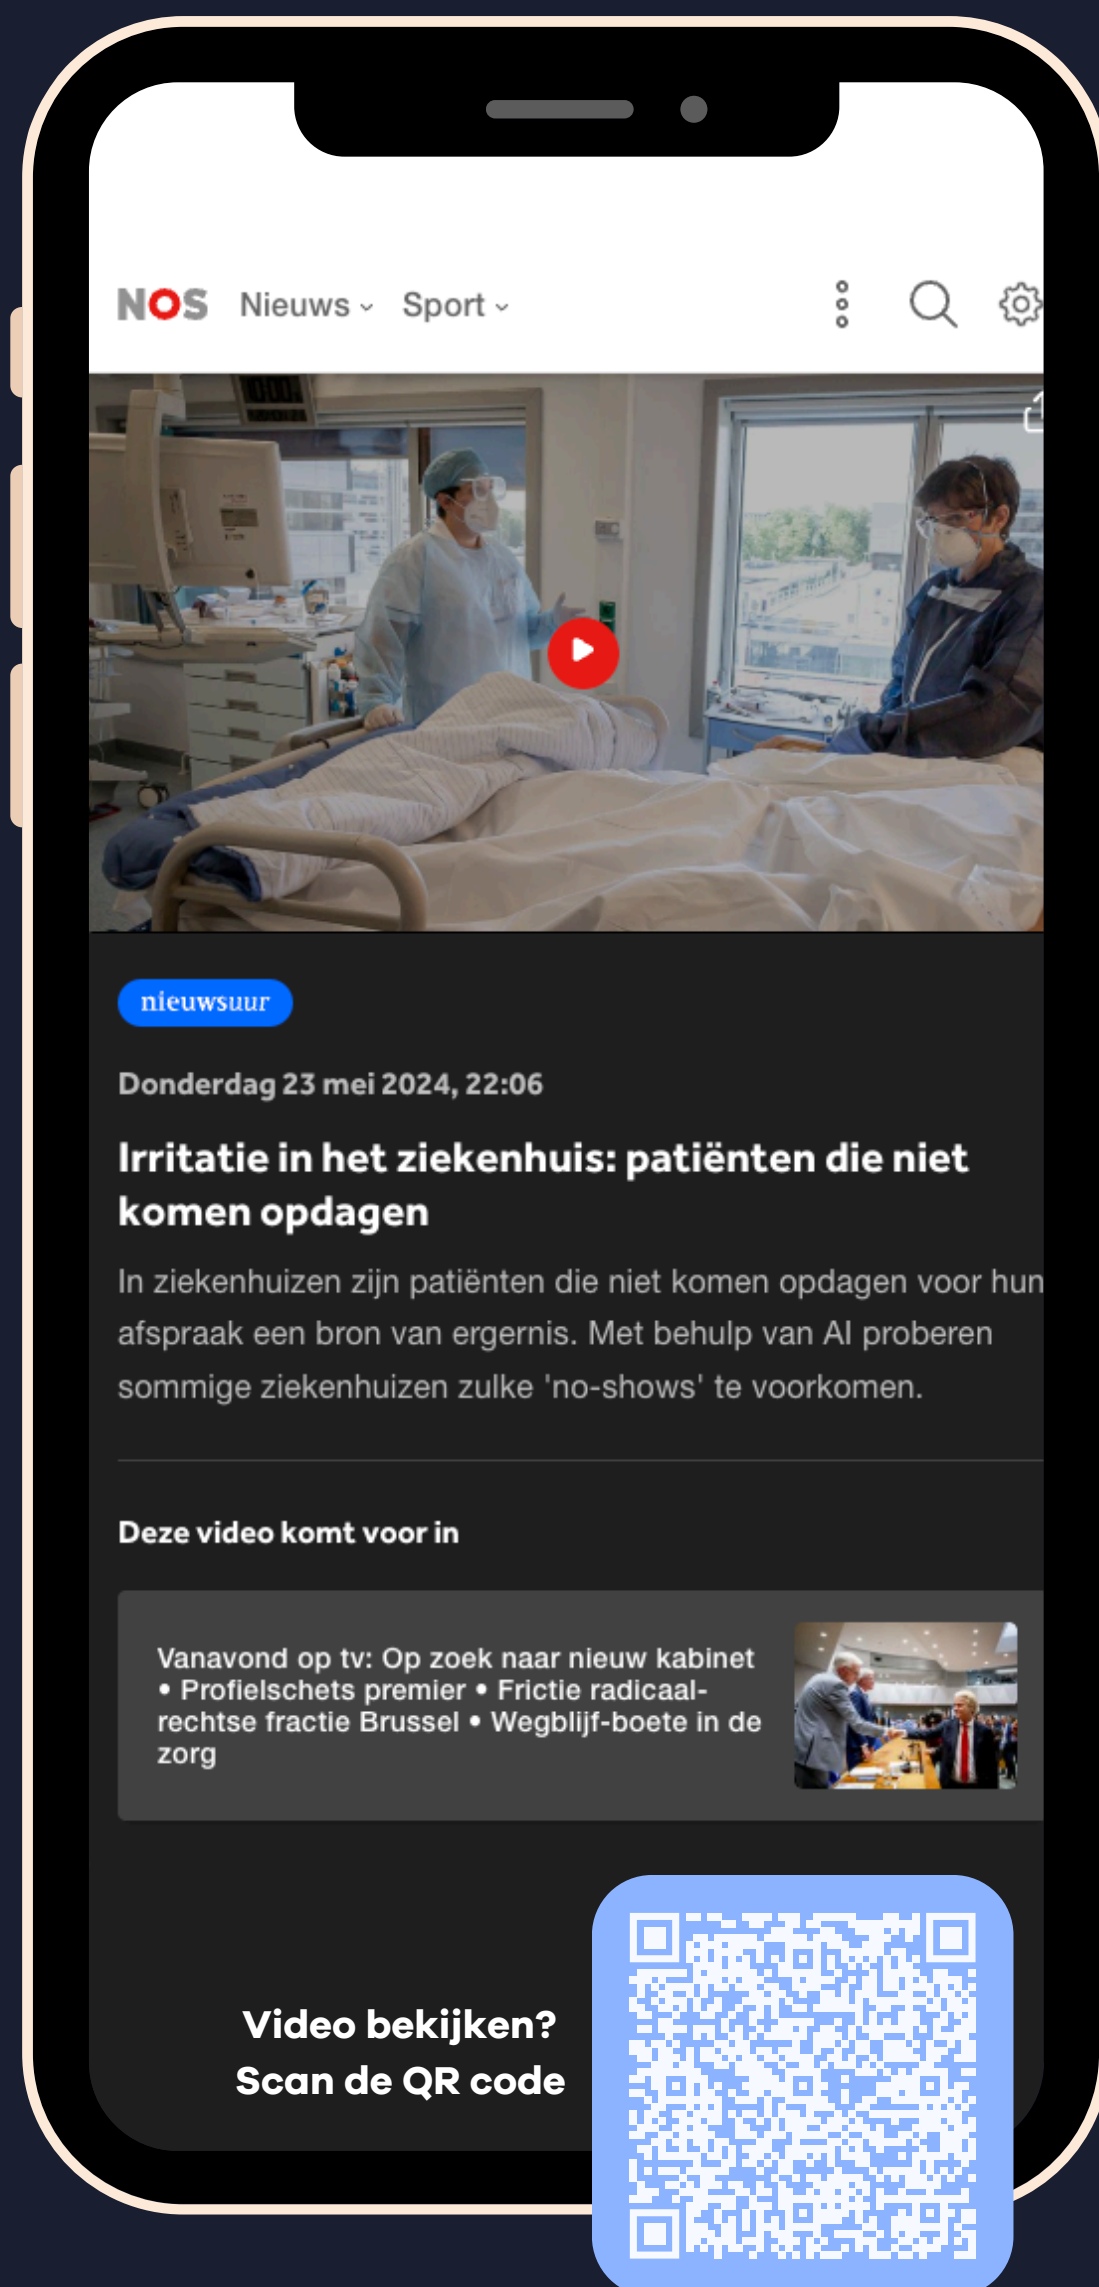 NOS Nieuws Sport
nieuwsuur
Donderdag 23 mei 2024, 22:06
Irritatie in het ziekenhuis: patiënten die niet
komen opdagen
In ziekenhuizen zijn patiënten die niet komen opdagen voor hun
afspraak een bron van ergernis. Met behulp van AI proberen
sommige ziekenhuizen zulke 'no-shows' te voorkomen.
Deze video komt voor in
Vanavond op tv: Op zoek naar nieuw kabinet
• Profielschets premier • Frictie radicaal-
rechtse fractie Brussel • Wegblijf-boete in de
zorg
Video bekijken?
Scan de QR code